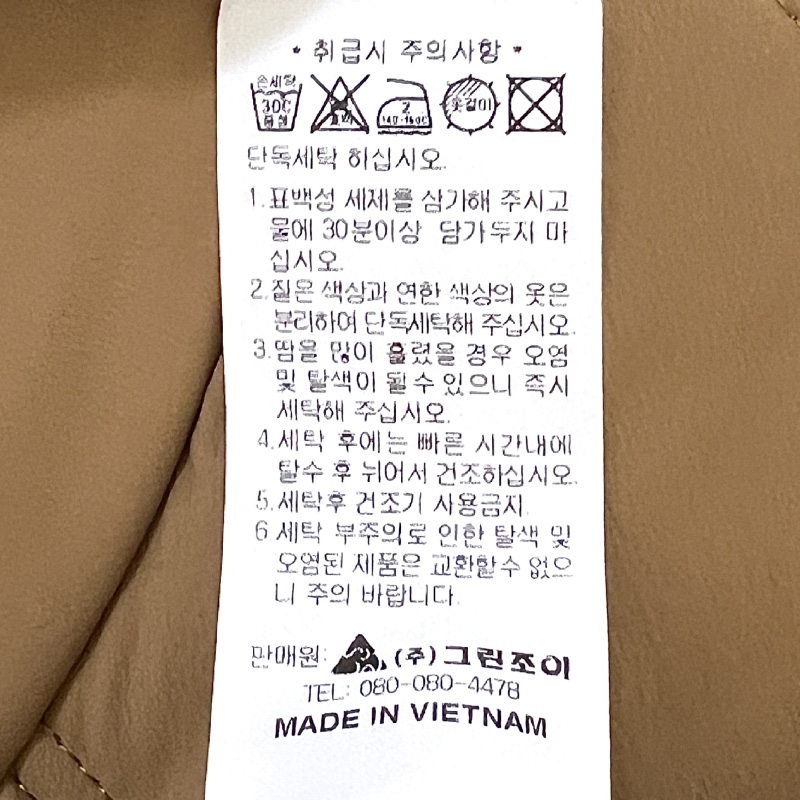 • 취급시 주의사항 •
손세탁
30C
중성
표백
2
140-160C
옷걸이
단독세탁 하십시오.
1.표백성 세제를 삼가해 주시고
물에 30분이상 담가두지 마
십시오.
2.짙은 색상과 연한 색상의 옷은
분리하여 단독세탁해 주십시오.
3.땀을 많이 흘렸을 경우 오염
및 탈색이 될수 있으니 즉시
세탁해 주십시오.
4.세탁 후에는 빠른 시간내에
탈수 후 뉘어서 건조하십시오.
5.세탁후 건조기 사용금지.
6 세탁 부주의로 인한 탈색 및
오염된 제품은 교환할수 없으
니 주의 바랍니다.
판매원: (주)그린조이
TEL: 080-080-4478
MADE IN VIETNAM